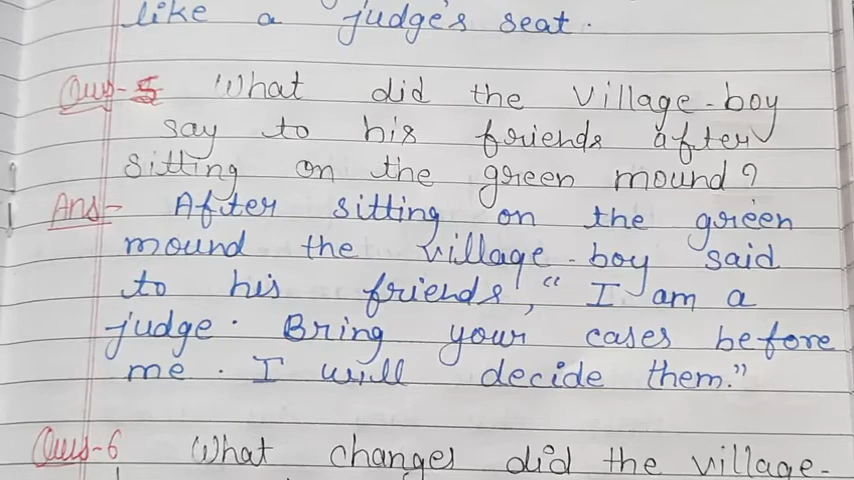 like a judge's seat.
Ques-5 What did the village-boy
say to his friends after
sitting on the green mound?
Ans- After sitting on the green
mound the village-boy said
to his friends, "I am a
judge. Bring your cases before
me. I will decide them."
Ques-6 What changes did the village-